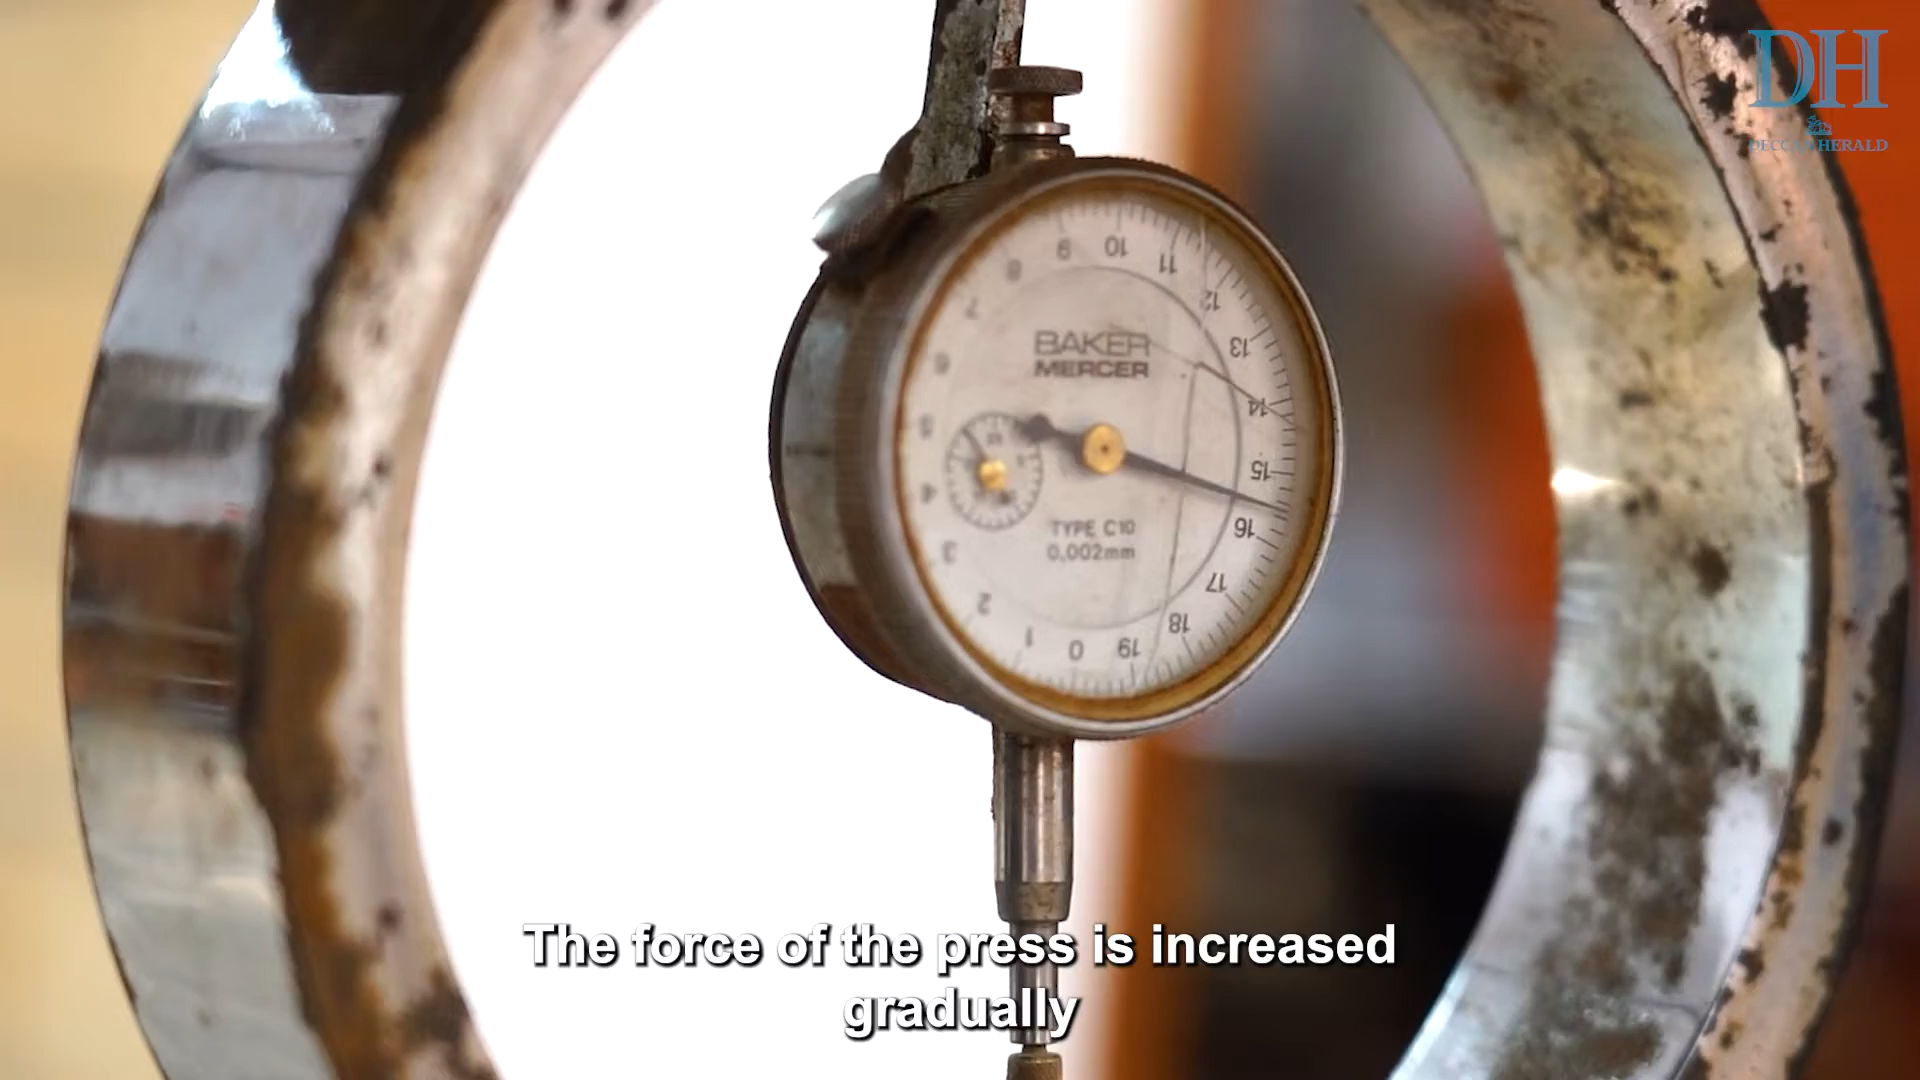 DH
DECCAN HERALD
10
9
11
8
12
7
13
BAKER
MERCER
6
14
5
15
4
16
TYPE C10
0,002mm
3
17
2
18
1
0
19
The force of the press is increased
gradually